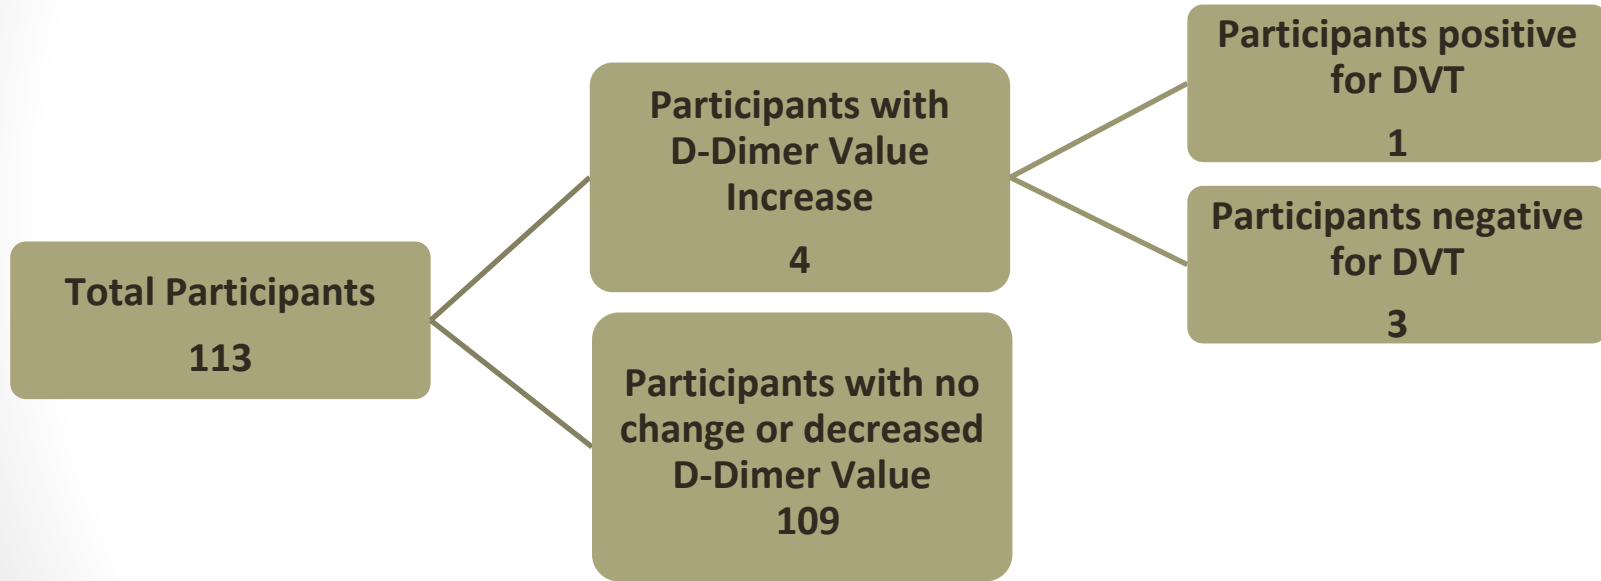 Total Participants
113
Participants with
D-Dimer Value
Increase
4
Participants with no
change or decreased
D-Dimer Value
109
Participants positive
for DVT
1
Participants negative
for DVT
3